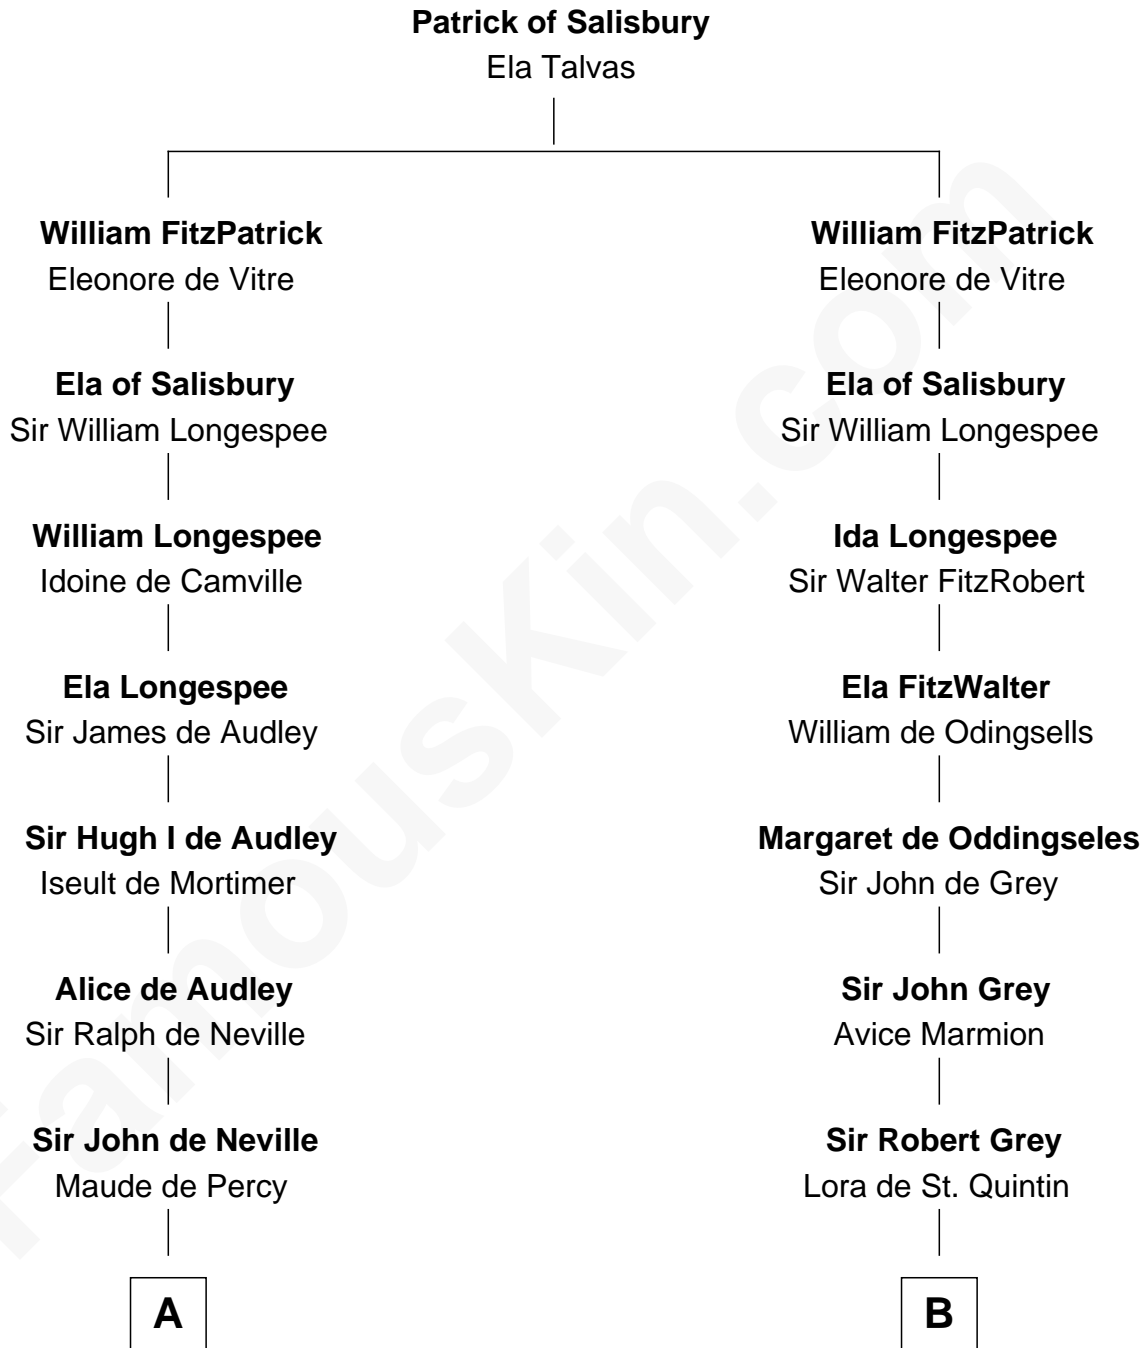 Patrick of Salisbury
Ela Talvas
William FitzPatrick
Eleonore de Vitre
William FitzPatrick
Eleonore de Vitre
Ela of Salisbury
Sir William Longespee
Ela of Salisbury
Sir William Longespee
William Longespee
Idoine de Camville
Ida Longespee
Sir Walter FitzRobert
Ela Longespee
Sir James de Audley
Ela FitzWalter
William de Odingsells
Sir Hugh I de Audley
Iseult de Mortimer
Margaret de Oddingseles
Sir John de Grey
Alice de Audley
Sir Ralph de Neville
Sir John Grey
Avice Marmion
Sir John de Neville
Maude de Percy
Sir Robert Grey
Lora de St. Quintin
A
B
FamousKin.com